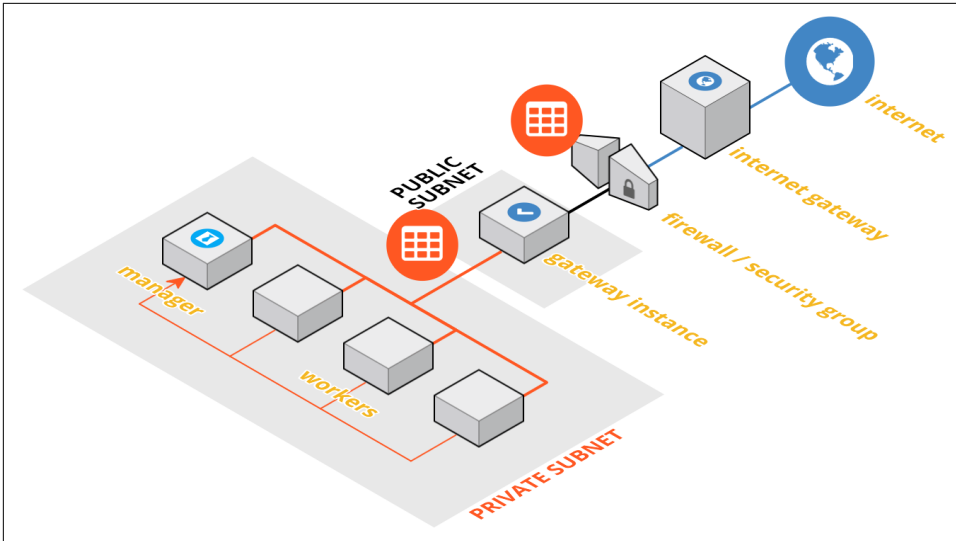 internet
internet gateway
firewall / security group
PUBLIC
SUBNET
gateway instance
manager
workers
PRIVATE SUBNET